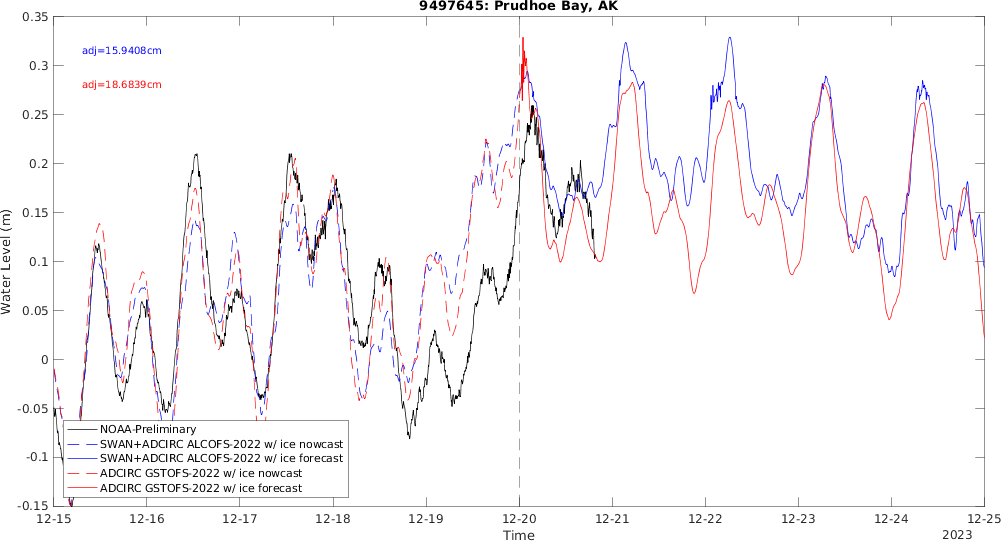 9497645: Prudhoe Bay, AK
adj=15.9408cm
adj=18.6839cm
Water Level (m)
0.35
0.3
0.25
0.2
0.15
0.1
0.05
0
-0.05
-0.1
-0.15
NOAA-Preliminary
SWAN+ADCIRC ALCOFS-2022 w/ ice nowcast
SWAN+ADCIRC ALCOFS-2022 w/ ice forecast
ADCIRC GSTOFS-2022 w/ ice nowcast
ADCIRC GSTOFS-2022 w/ ice forecast
12-15 12-16 12-17 12-18 12-19 12-20 12-21 12-22 12-23 12-24 12-25
Time
2023